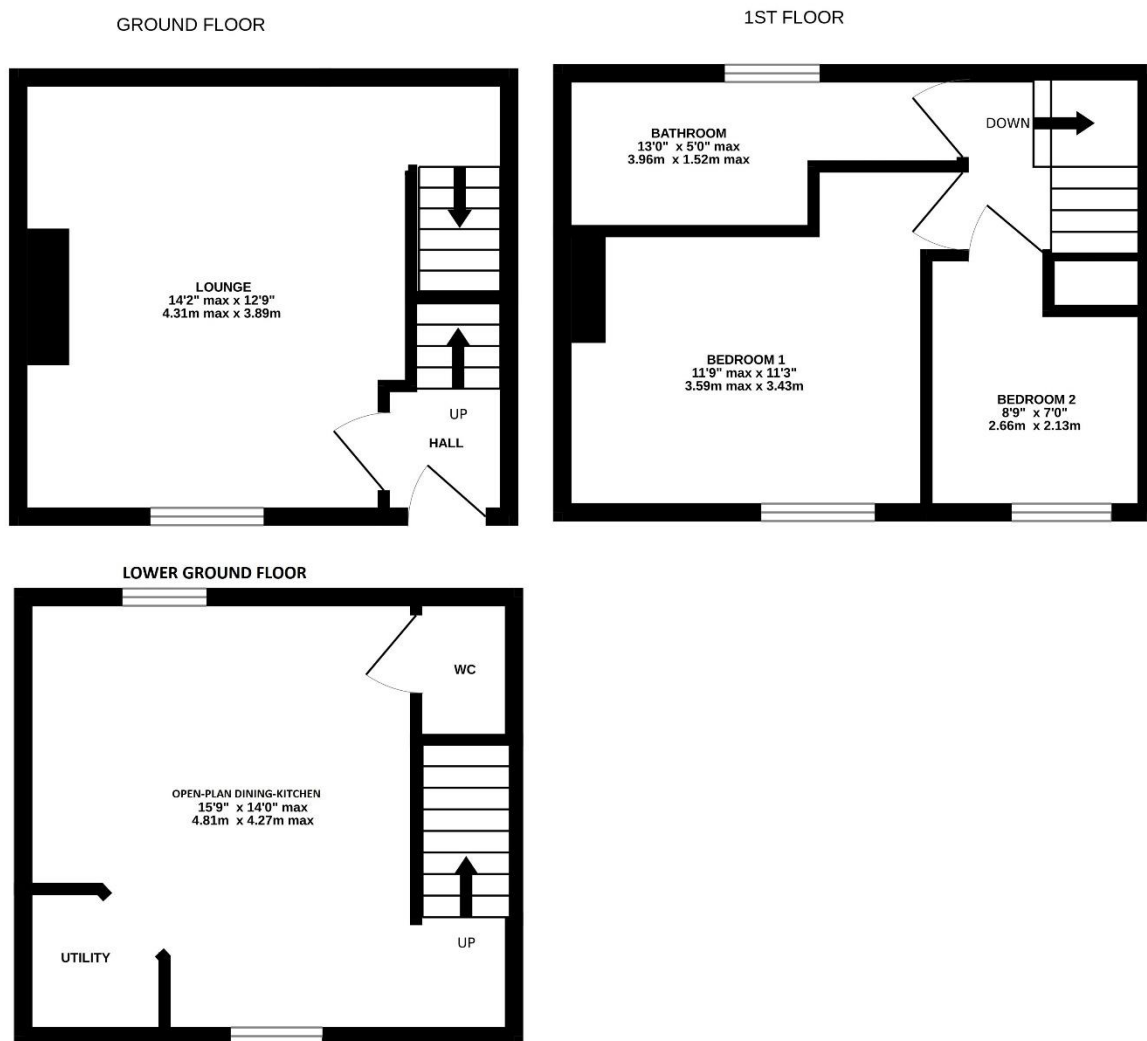 GROUND FLOOR
LOUNGE
14'2" max x 12'9"
4.31m max x 3.89m
UP
HALL
1ST FLOOR
BATHROOM
13'0" x 5'0" max
3.96m x 1.52m max
DOWN
BEDROOM 1
11'9" max x 11'3"
3.59m max x 3.43m
BEDROOM 2
8'9" x 7'0"
2.66m x 2.13m
LOWER GROUND FLOOR
WC
OPEN-PLAN DINING-KITCHEN
15'9" x 14'0" max
4.81m x 4.27m max
UP
UTILITY